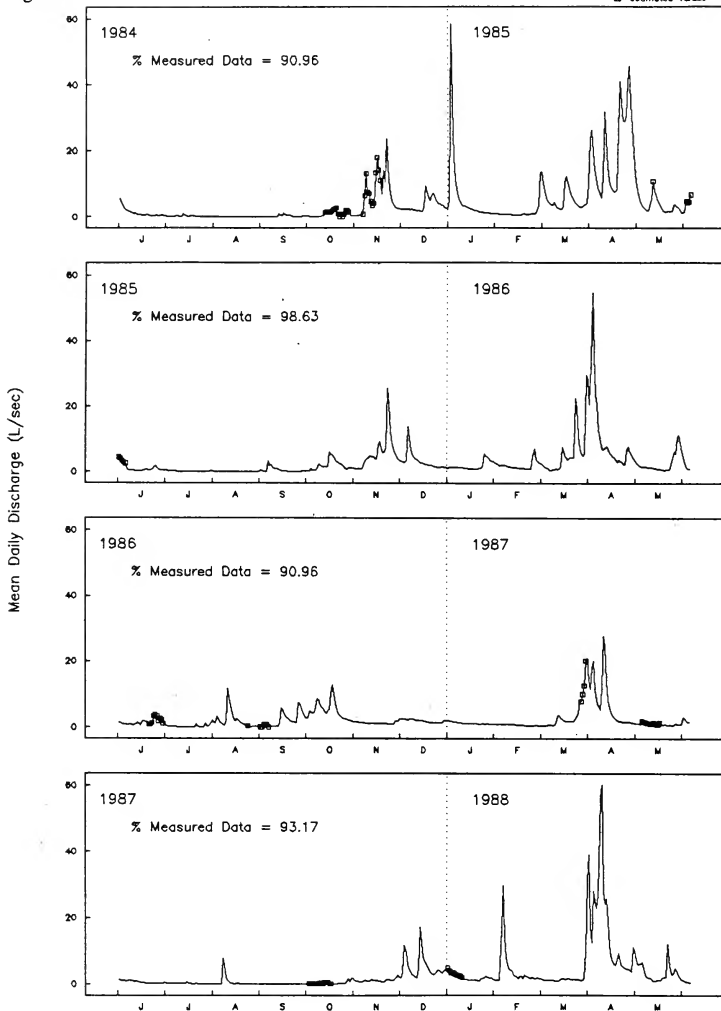 1984
1985
% Measured Data = 90.96
60
40
20
0
J J A S O N D J F M A M
1985
1986
% Measured Data = 98.63
60
40
20
0
J J A S O N D J F M A M
Mean Daily Discharge (L/sec)
1986
1987
% Measured Data = 90.96
60
40
20
0
J J A S O N D J F M A M
1987
1988
% Measured Data = 93.17
60
40
20
0
J J A S O N D J F M A M